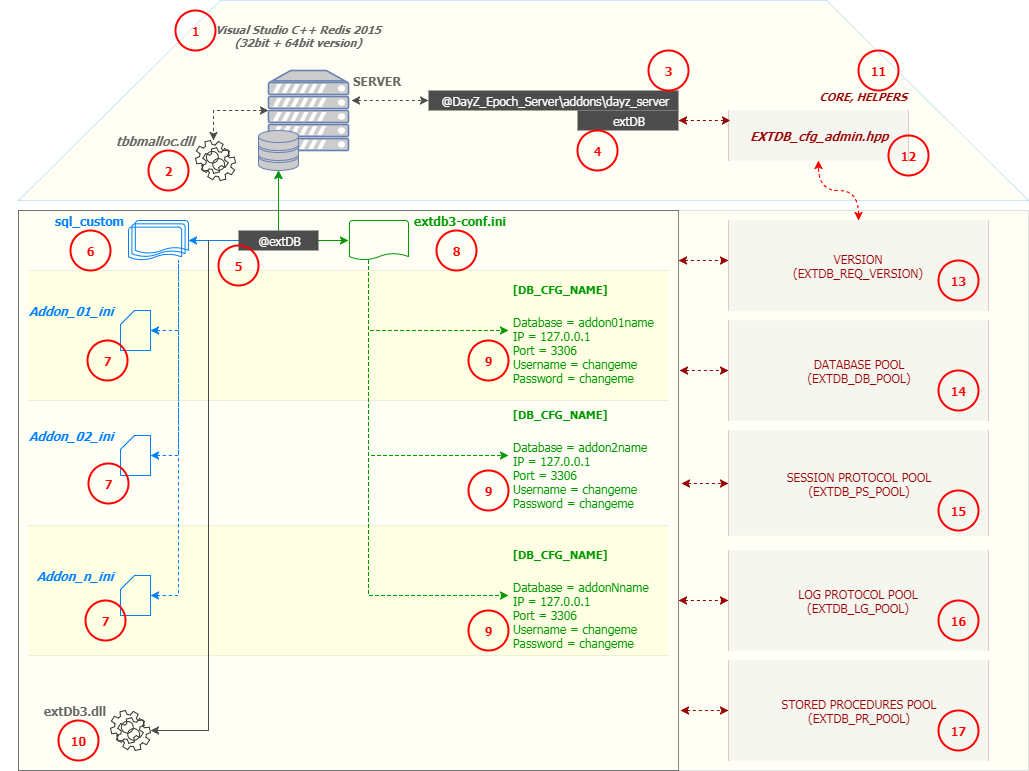 1
Visual Studio C++ Redis 2015
(32bit + 64bit version)
SERVER
3
@DayZ_Epoch_Server\addons\dayz_server
extDB
4
11
CORE, HELPERS
EXTDB_cfg_admin.hpp
12
tbbmalloc.dll
2
sql_custom
6
@extDB
5
extdb3-conf.ini
8
Addon_01_ini
7
[DB_CFG_NAME]
Database = addon01name
IP = 127.0.0.1
Port = 3306
Username = changeme
Password = changeme
9
Addon_02_ini
7
[DB_CFG_NAME]
Database = addon2name
IP = 127.0.0.1
Port = 3306
Username = changeme
Password = changeme
9
Addon_n_ini
7
[DB_CFG_NAME]
Database = addonNname
IP = 127.0.0.1
Port = 3306
Username = changeme
Password = changeme
9
extDb3.dll
10
VERSION
(EXTDB_REQ_VERSION)
13
DATABASE POOL
(EXTDB_DB_POOL)
14
SESSION PROTOCOL POOL
(EXTDB_PS_POOL)
15
LOG PROTOCOL POOL
(EXTDB_LG_POOL)
16
STORED PROCEDURES POOL
(EXTDB_PR_POOL)
17